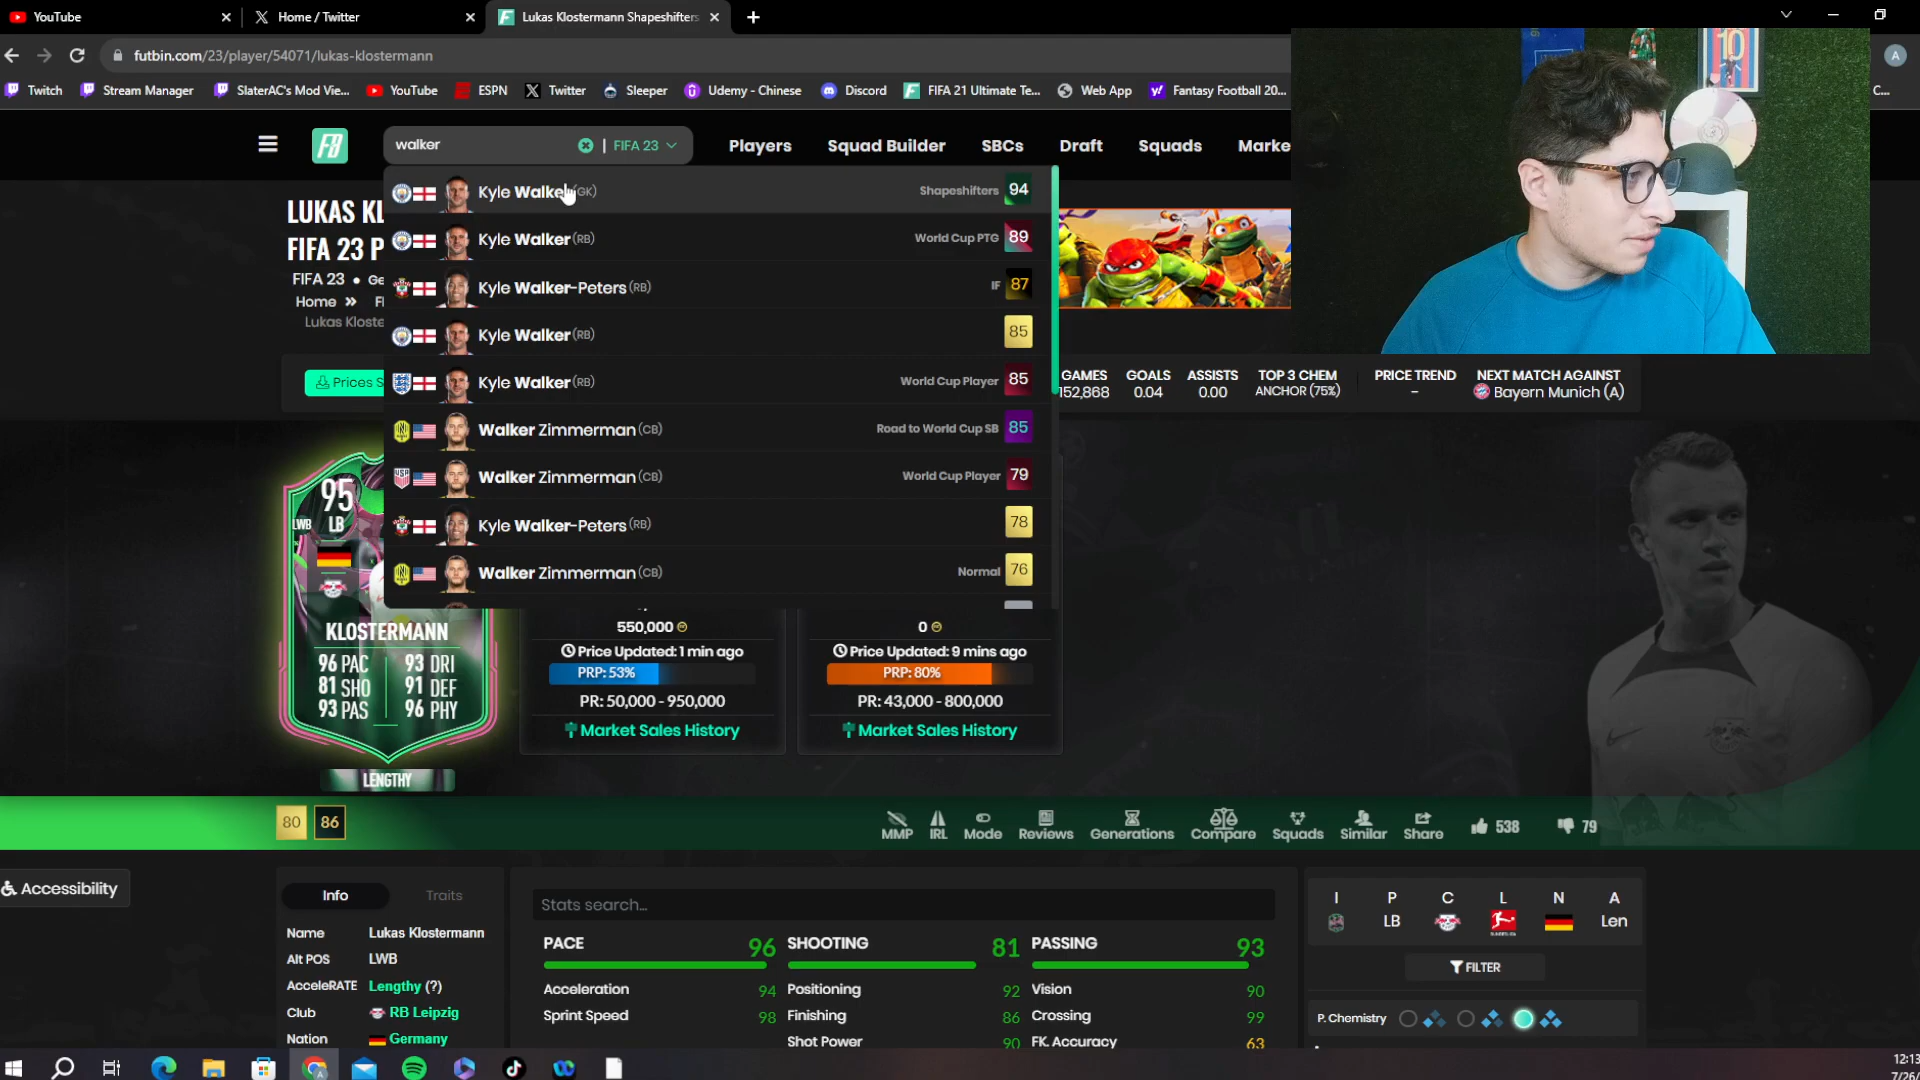 YouTube
Home / Twitter
Lukas Klostermann Shapeshifters
futbin.com/23/player/54071/lukas-klostermann
Twitch
Stream Manager
SlaterAC's Mod Vie...
YouTube
ESPN
Twitter
Sleeper
Udemy - Chinese
Discord
FIFA 21 Ultimate Te...
Web App
Fantasy Football 20...
C...
A
walker
| FIFA 23
Players
Squad Builder
SBCs
Draft
Squads
Marke
LUKAS KL
FIFA 23 P
FIFA 23 • Ge
Home » F
Lukas Kloste
Prices S
Kyle Walker (GK) Shapeshifters 94
Kyle Walker (RB) World Cup PTG 89
Kyle Walker-Peters (RB) IF 87
Kyle Walker (RB) 85
Kyle Walker (RB) World Cup Player 85
Walker Zimmerman (CB) Road to World Cup SB 85
Walker Zimmerman (CB) World Cup Player 79
Kyle Walker-Peters (RB) 78
Walker Zimmerman (CB) Normal 76
10
GAMES
152,868
GOALS
0.04
ASSISTS
0.00
TOP 3 CHEM
ANCHOR (75%)
PRICE TREND
–
NEXT MATCH AGAINST
Bayern Munich (A)
95
LB
LWB
KLOSTERMANN
96 PAC 93 DRI
81 SHO 91 DEF
93 PAS 96 PHY
LENGTHY
550,000
Price Updated: 1 min ago
PRP: 53%
PR: 50,000 - 950,000
Market Sales History
0
Price Updated: 9 mins ago
PRP: 80%
PR: 43,000 - 800,000
Market Sales History
80 86
MMP
IRL
Mode
Reviews
Generations
Compare
Squads
Similar
Share
538
79
Accessibility
Info
Traits
Name Lukas Klostermann
Alt POS LWB
AcceleRATE Lengthy (?)
Club RB Leipzig
Nation Germany
Stats search...
PACE 96
Acceleration 94
Sprint Speed 98
SHOOTING 81
Positioning 92
Finishing 86
Shot Power 90
PASSING 93
Vision 90
Crossing 99
FK. Accuracy 63
I P C L N A
LB
Len
FILTER
P. Chemistry
12:13
7/26/